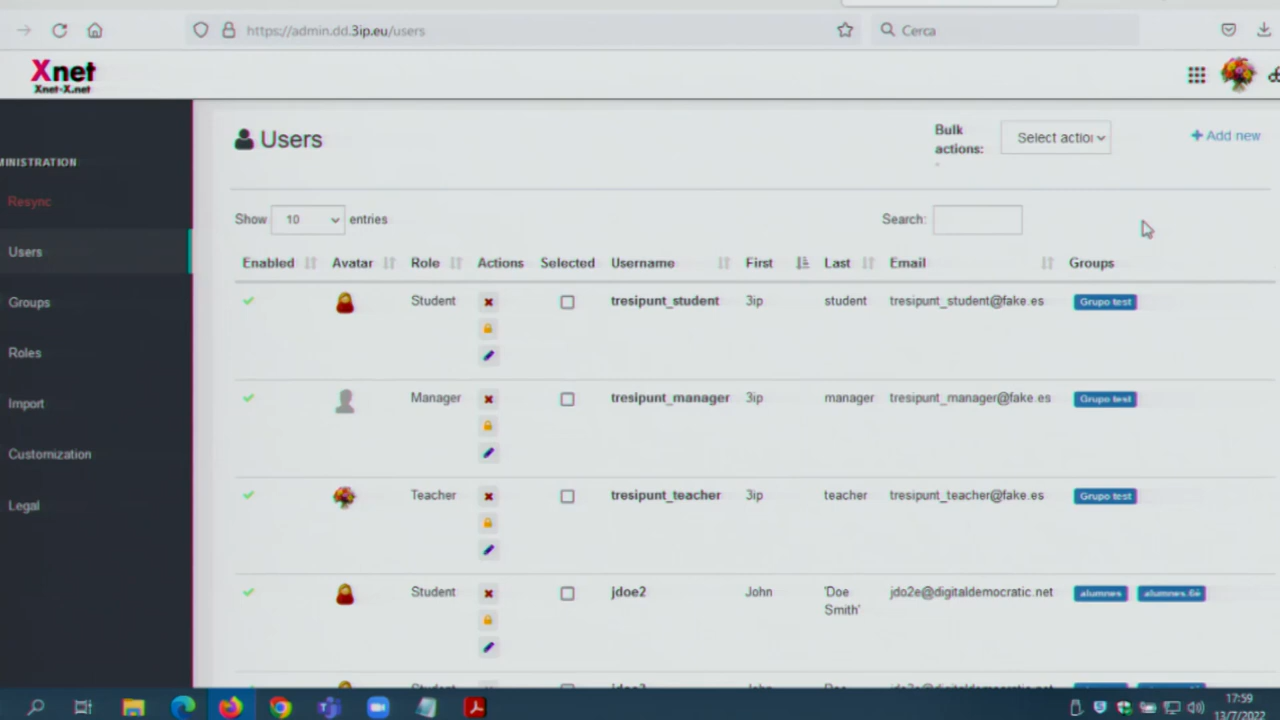 https://admin.dd.3ip.eu/users
Cerca
Xnet
Xnet-X.net
MINISTRATION
Resync
Users
Groups
Roles
Import
Customization
Legal
Users
Bulk actions:
Select action
+ Add new
Show 10 entries
Search:
Enabled Avatar Role Actions Selected Username First Last Email Groups
Student tresipunt_student 3ip student tresipunt_student@fake.es Grupo test
Manager tresipunt_manager 3ip manager tresipunt_manager@fake.es Grupo test
Teacher tresipunt_teacher 3ip teacher tresipunt_teacher@fake.es Grupo test
Student jdoe2 John 'Doe Smith' jdo2e@digitaldemocratic.net alumnes alumnes.6è
17:59
13/7/2022